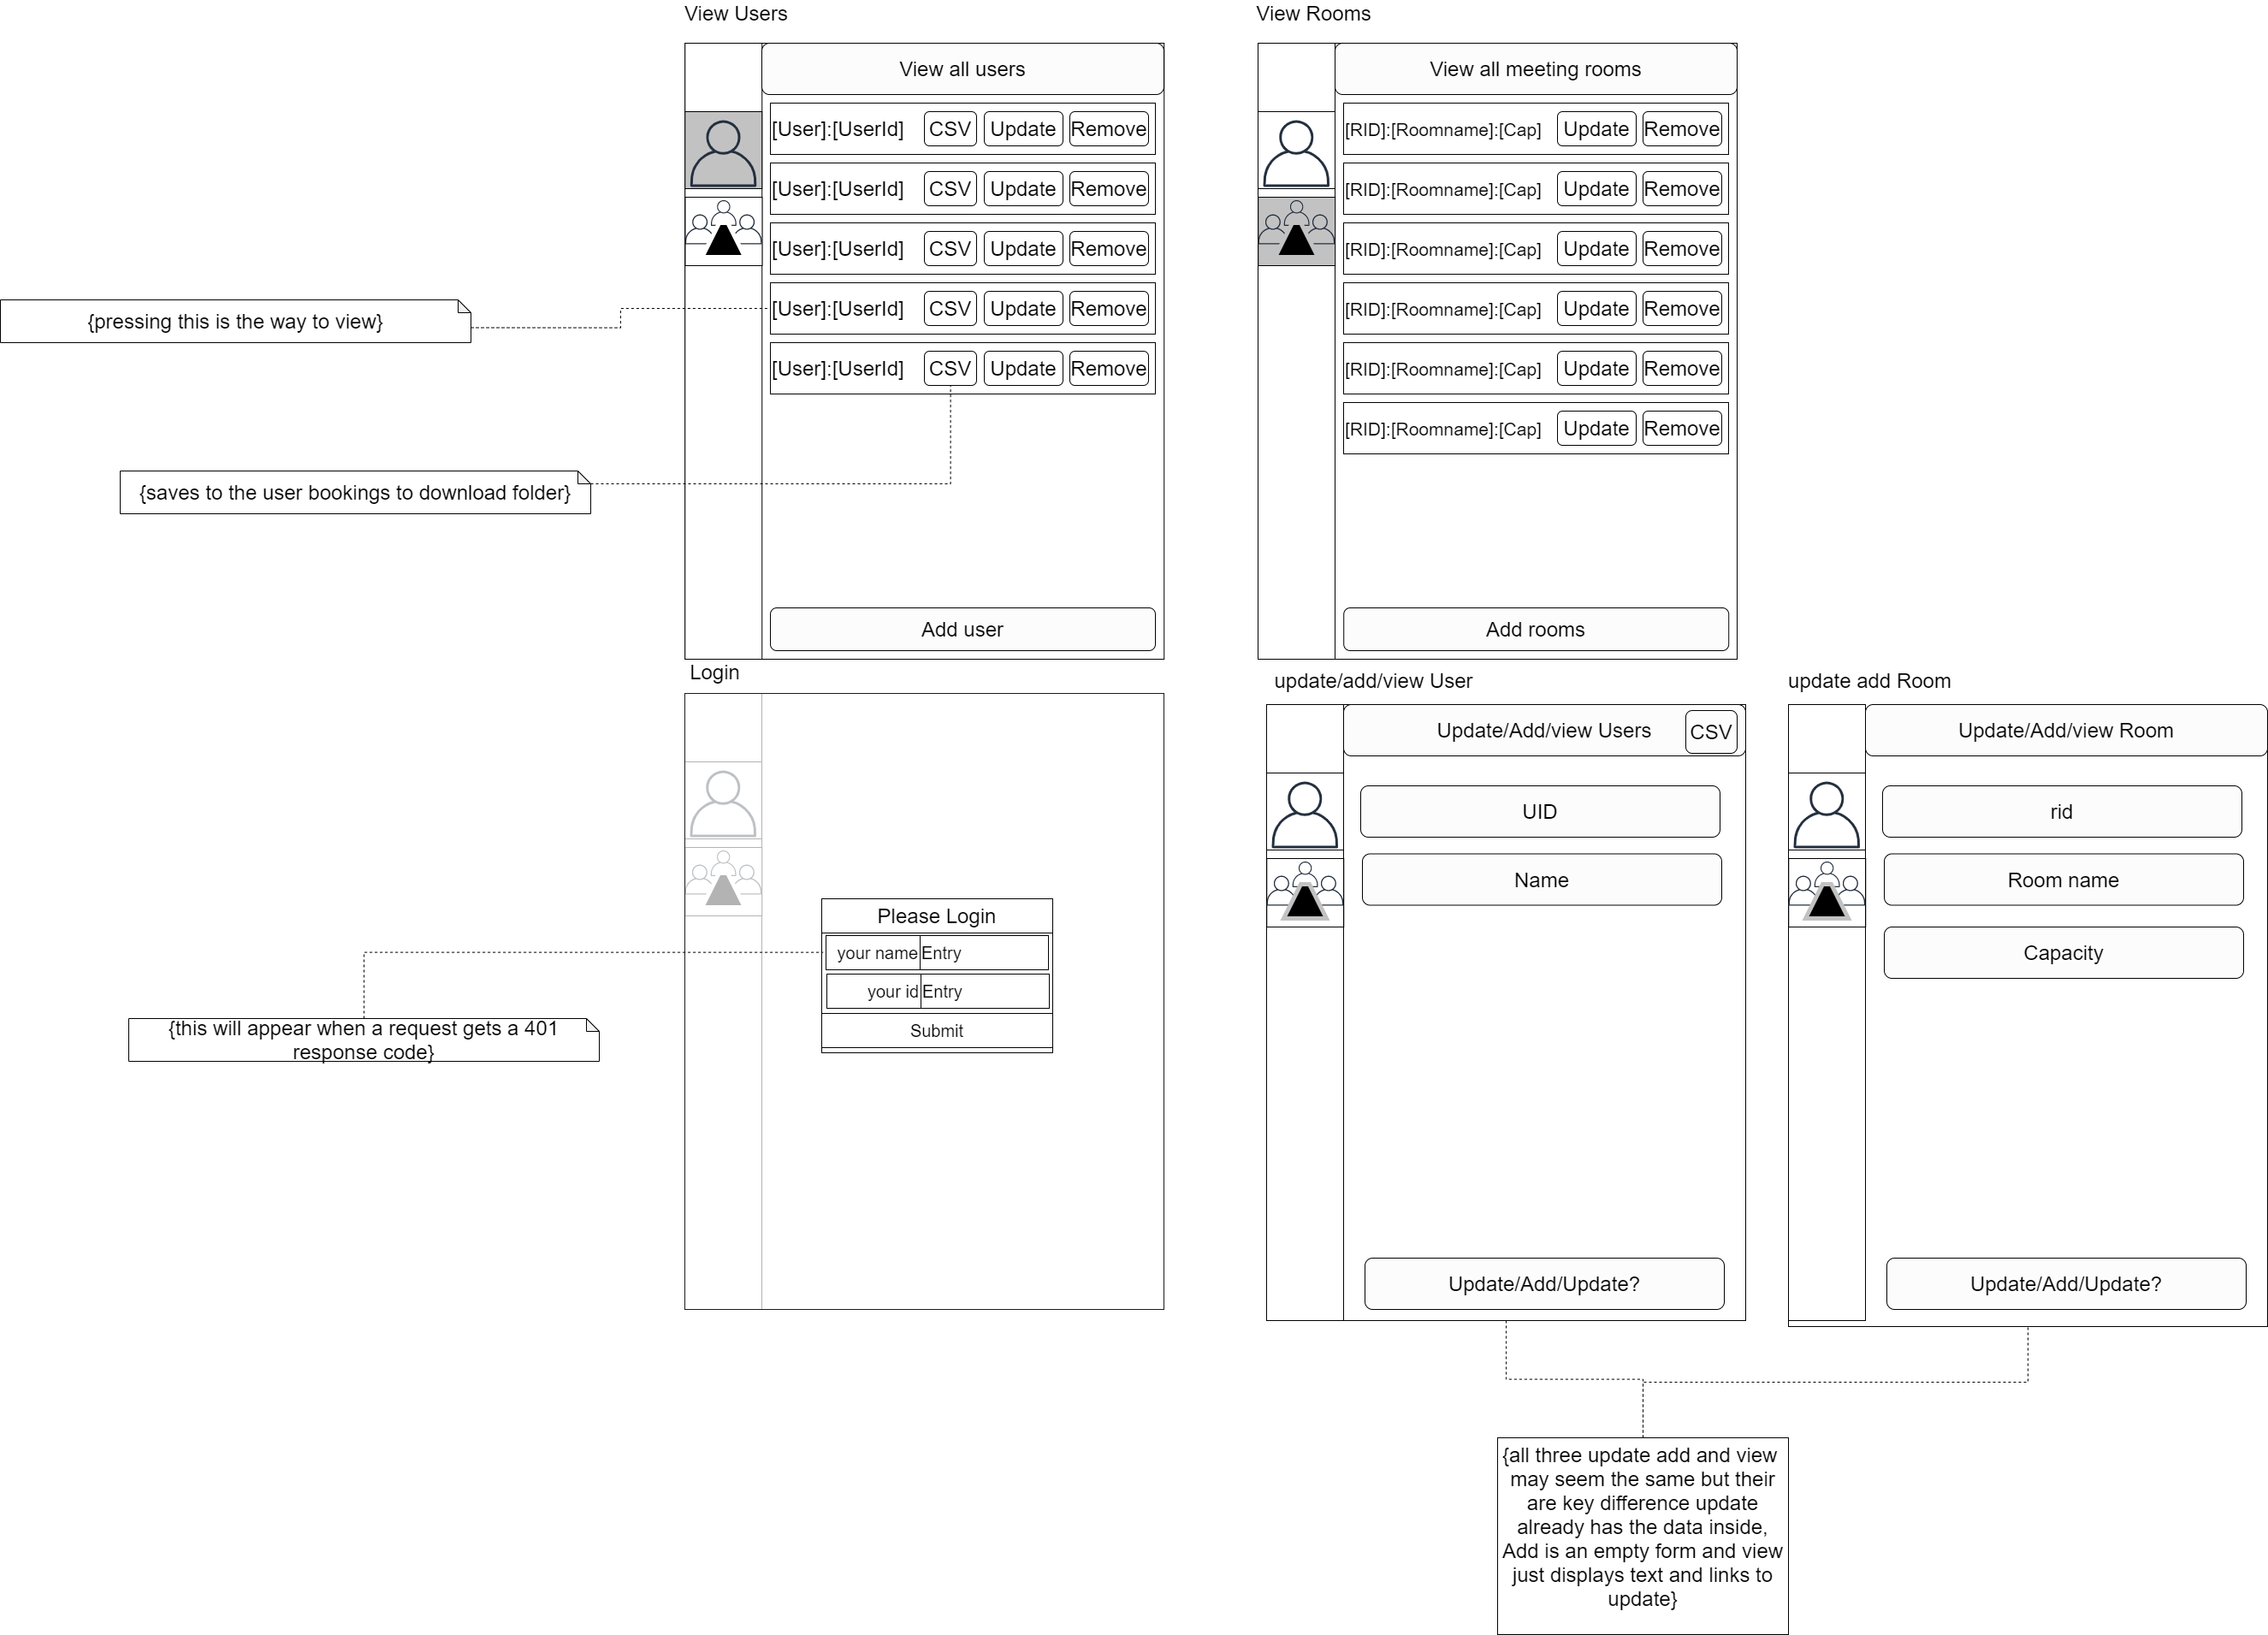 View Users
View all users
[User]:[UserId] CSV Update Remove
[User]:[UserId] CSV Update Remove
[User]:[UserId] CSV Update Remove
[User]:[UserId] CSV Update Remove
[User]:[UserId] CSV Update Remove
Add user
{pressing this is the way to view}
{saves to the user bookings to download folder}
View Rooms
View all meeting rooms
[RID]:[Roomname]:[Cap] Update Remove
[RID]:[Roomname]:[Cap] Update Remove
[RID]:[Roomname]:[Cap] Update Remove
[RID]:[Roomname]:[Cap] Update Remove
[RID]:[Roomname]:[Cap] Update Remove
[RID]:[Roomname]:[Cap] Update Remove
Add rooms
Login
Please Login
your name Entry
your id Entry
Submit
{this will appear when a request gets a 401
response code}
update/add/view User
Update/Add/view Users CSV
UID
Name
Update/Add/Update?
update add Room
Update/Add/view Room
rid
Room name
Capacity
Update/Add/Update?
{all three update add and view
may seem the same but their
are key difference update
already has the data inside,
Add is an empty form and view
just displays text and links to
update}